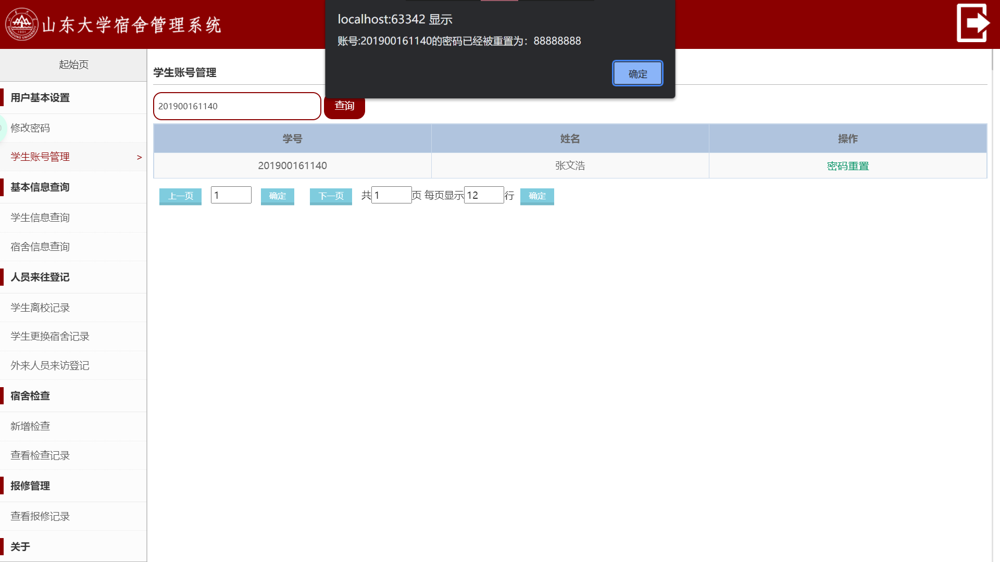 山东大学宿舍管理系统
SHANDONG UNIVERSITY
1901
localhost:63342 显示
账号:201900161140的密码已经被重置为：88888888
确定
起始页
用户基本设置
修改密码
学生账号管理 >
基本信息查询
学生信息查询
宿舍信息查询
人员来往登记
学生离校记录
学生更换宿舍记录
外来人员来访登记
宿舍检查
新增检查
查看检查记录
报修管理
查看报修记录
关于
学生账号管理
201900161140 查询
学号 姓名 操作
201900161140 张文浩 密码重置
上一页 1 确定 下一页 共1页 每页显示12行 确定